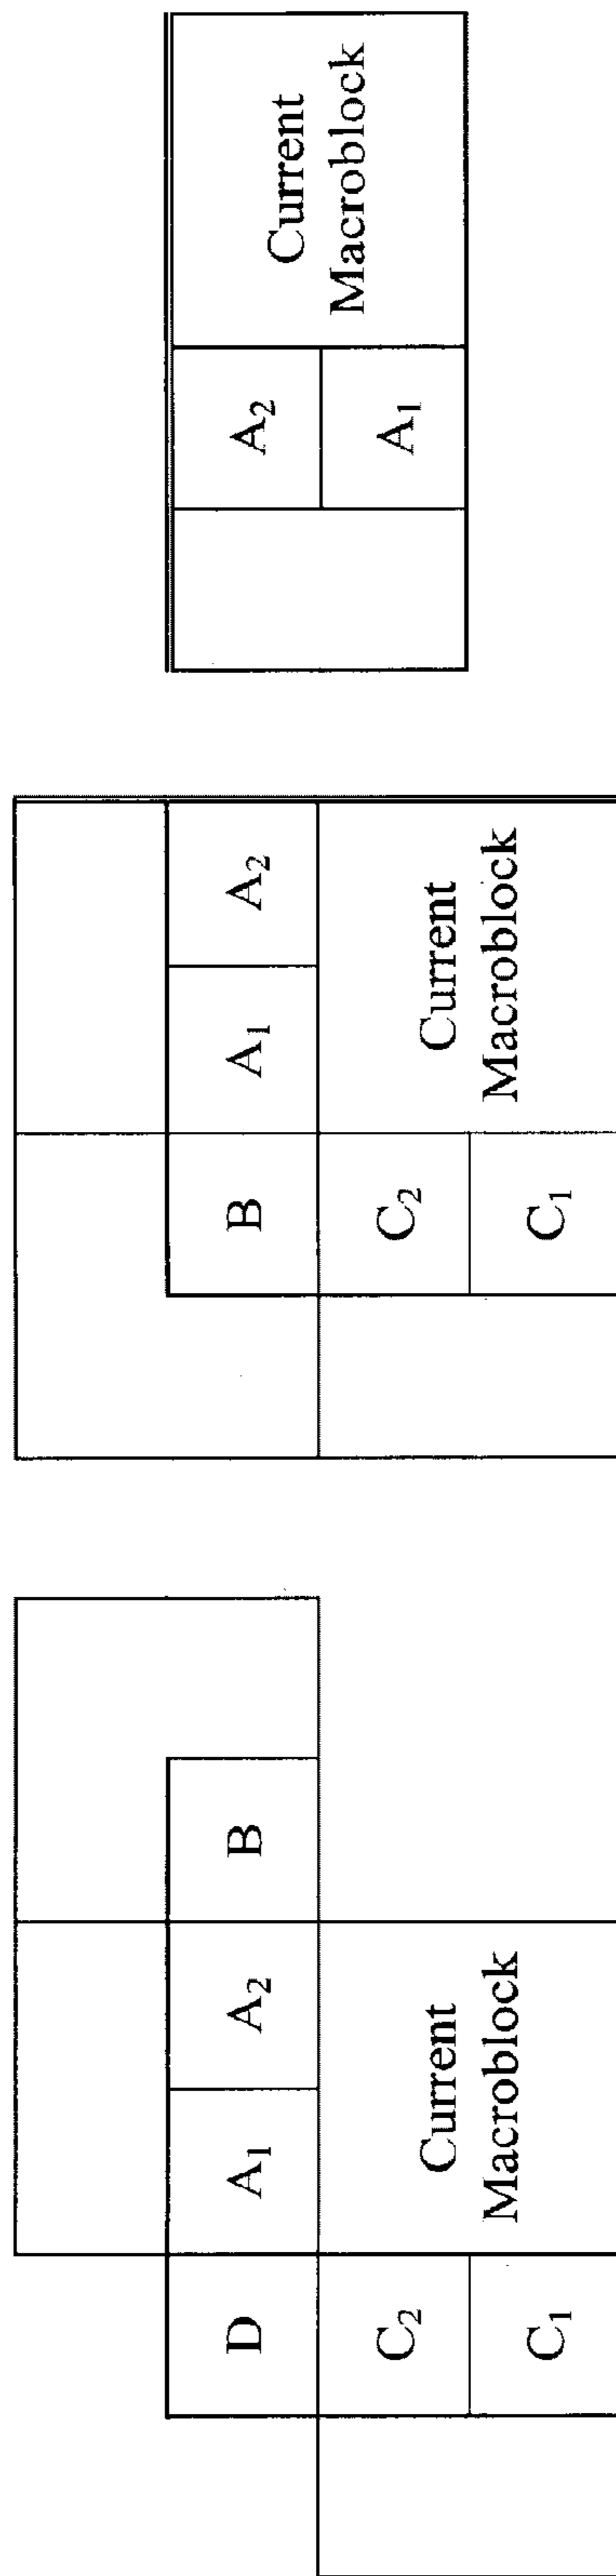 D A₁ A₂ B
C₂
Current
Macroblock
C₁
B A₁ A₂
C₂
Current
Macroblock
C₁
A₂
Current
Macroblock
A₁